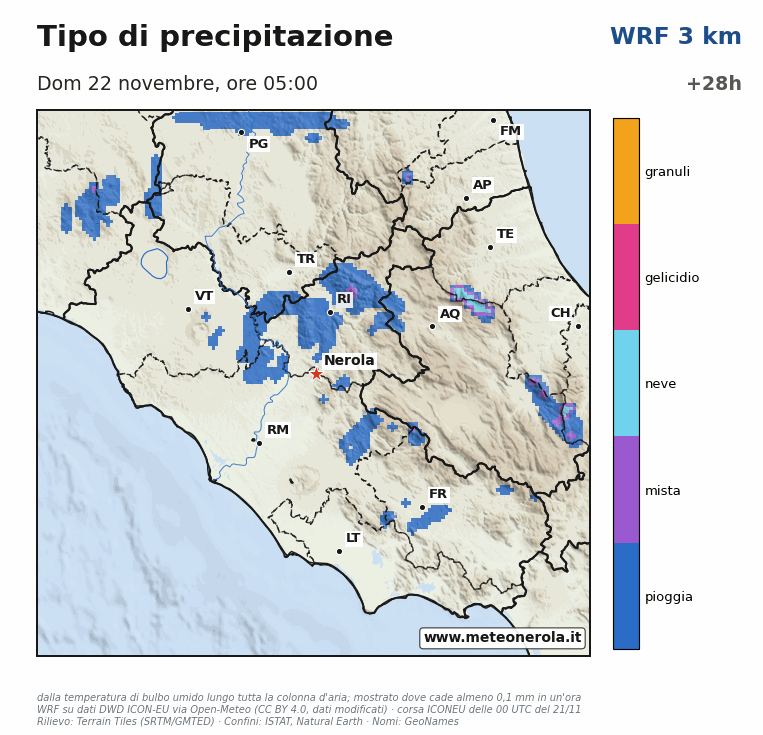 Tipo di precipitazione
WRF 3 km
Dom 22 novembre, ore 05:00
+28h
FM
PG
AP
TE
TR
VT
RI
AQ
CH
Nerola
RM
FR
LT
www.meteonerola.it
granuli
gelicidio
neve
mista
pioggia
dalla temperatura di bulbo umido lungo tutta la colonna d'aria; mostrato dove cade almeno 0,1 mm in un'ora
WRF su dati DWD ICON-EU via Open-Meteo (CC BY 4.0, dati modificati) · corsa ICONEU delle 00 UTC del 21/11
Rilievo: Terrain Tiles (SRTM/GMTED) · Confini: ISTAT, Natural Earth · Nomi: GeoNames